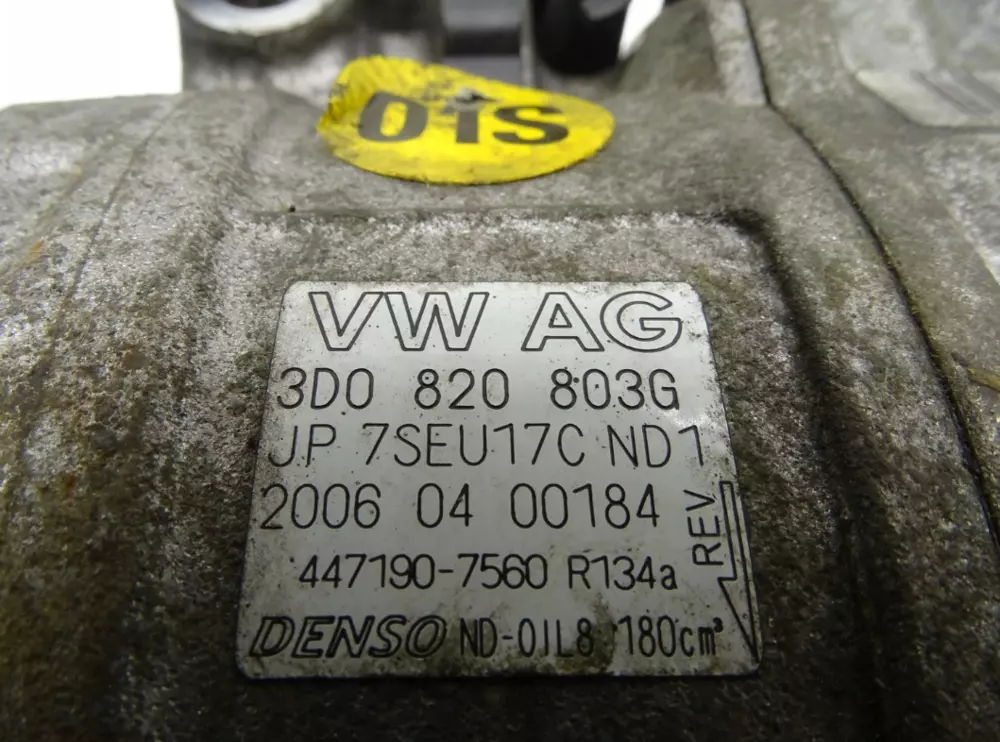 DIS
VW AG
3D0 820 803G
JP 7SEU17C ND1
2006 04 00184
447190-7560 R134a
REV
DENSO ND-OIL8 180cm³